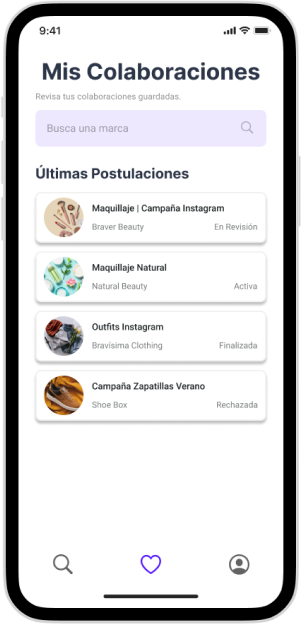 9:41
Mis Colaboraciones
Revisa tus colaboraciones guardadas.
Busca una marca
Últimas Postulaciones
Maquillaje | Campaña Instagram
Braver Beauty En Revisión
Maquillaje Natural
Natural Beauty Activa
Outfits Instagram
Bravísima Clothing Finalizada
Campaña Zapatillas Verano
Shoe Box Rechazada